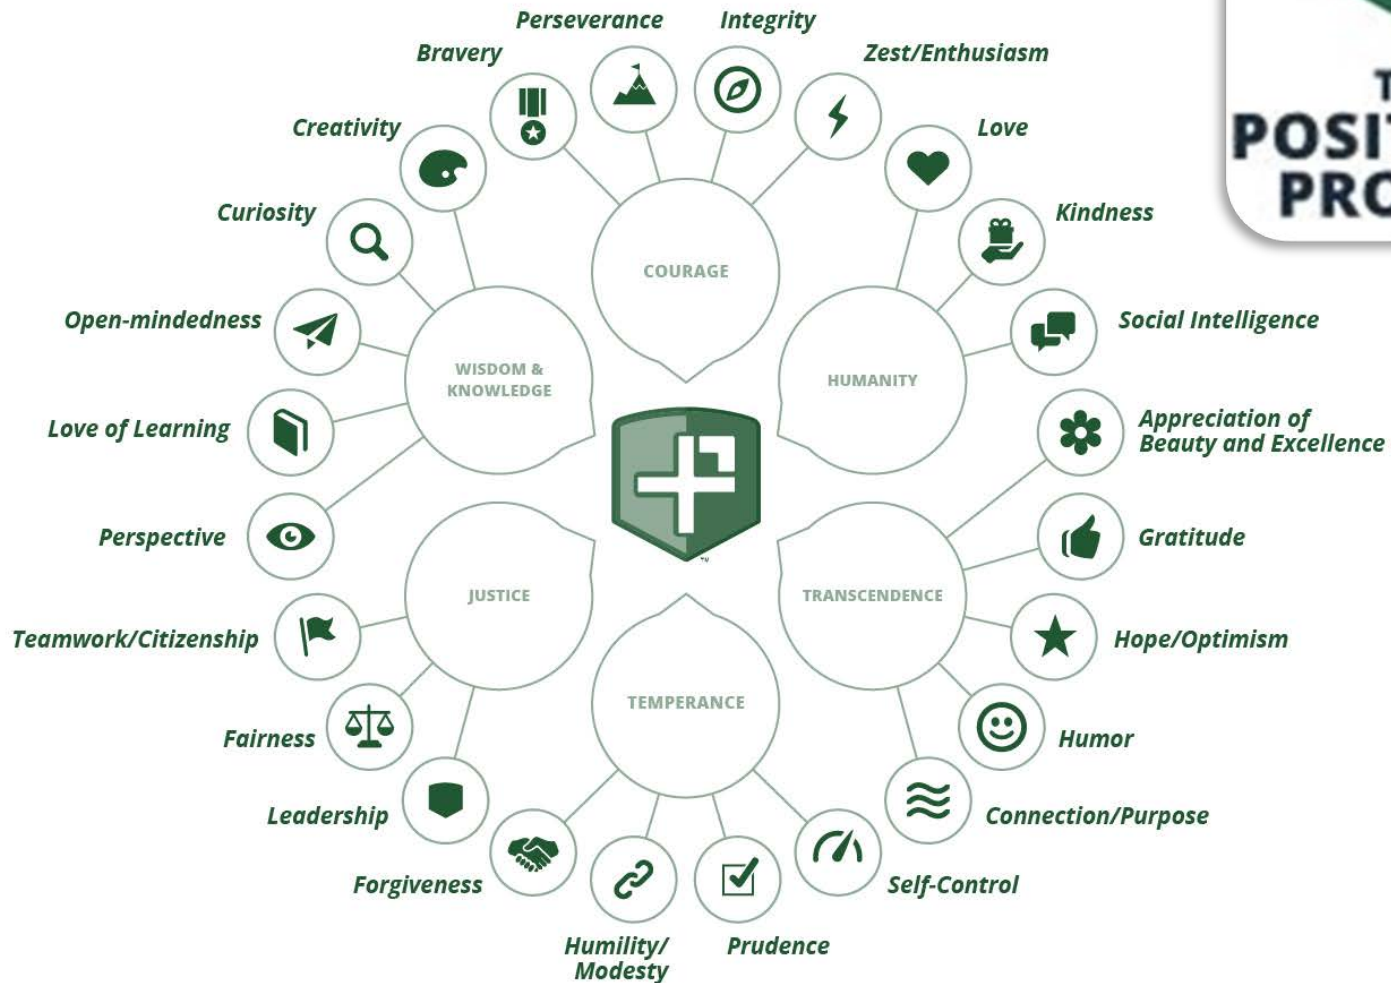 Perseverance
Integrity
Bravery
Zest/Enthusiasm
Creativity
Love
Curiosity
Kindness
COURAGE
Open-mindedness
Social Intelligence
WISDOM &
KNOWLEDGE
HUMANITY
Love of Learning
Appreciation of
Beauty and Excellence
Perspective
Gratitude
JUSTICE
TRANSCENDENCE
Teamwork/Citizenship
Hope/Optimism
TEMPERANCE
Fairness
Humor
Leadership
Connection/Purpose
Forgiveness
Self-Control
Humility/
Modesty
Prudence
T
POSIT
PRO